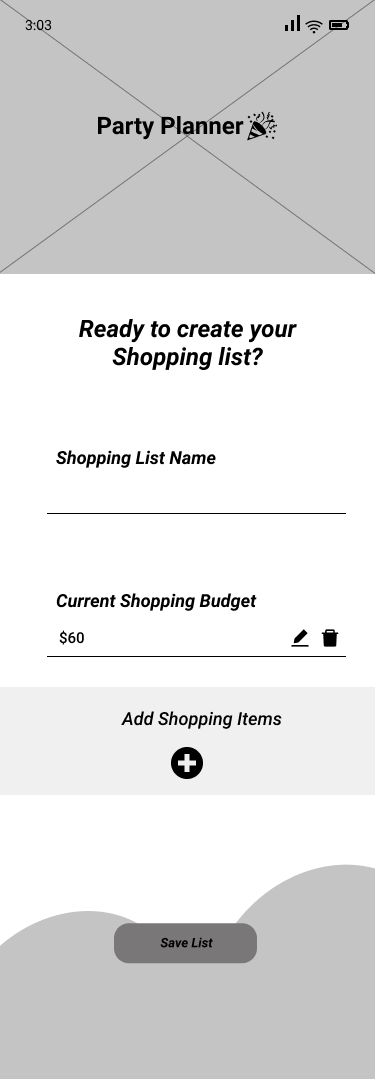 3:03
Party Planner
Ready to create your
Shopping list?
Shopping List Name
Current Shopping Budget
$60
Add Shopping Items
Save List